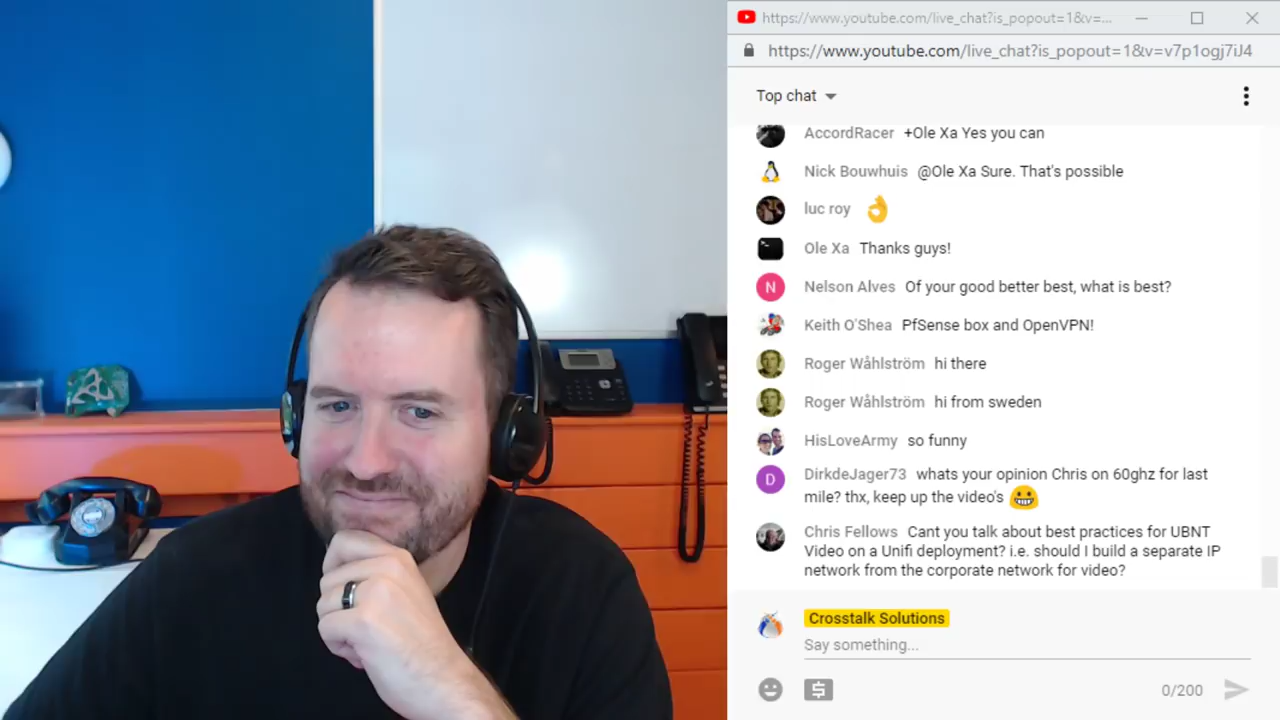 https://www.youtube.com/live_chat?is_popout=1&v=...
https://www.youtube.com/live_chat?is_popout=1&v=v7p1ogj7iJ4
Top chat
AccordRacer +Ole Xa Yes you can
Nick Bouwhuis @Ole Xa Sure. That's possible
luc roy 👌
Ole Xa Thanks guys!
N
Nelson Alves Of your good better best, what is best?
Keith O'Shea PfSense box and OpenVPN!
Roger Wåhlström hi there
Roger Wåhlström hi from sweden
HisLoveArmy so funny
D
DirkdeJager73 whats your opinion Chris on 60ghz for last
mile? thx, keep up the video's 😬
Chris Fellows Cant you talk about best practices for UBNT
Video on a Unifi deployment? i.e. should I build a separate IP
network from the corporate network for video?
Crosstalk Solutions
Say something...
0/200